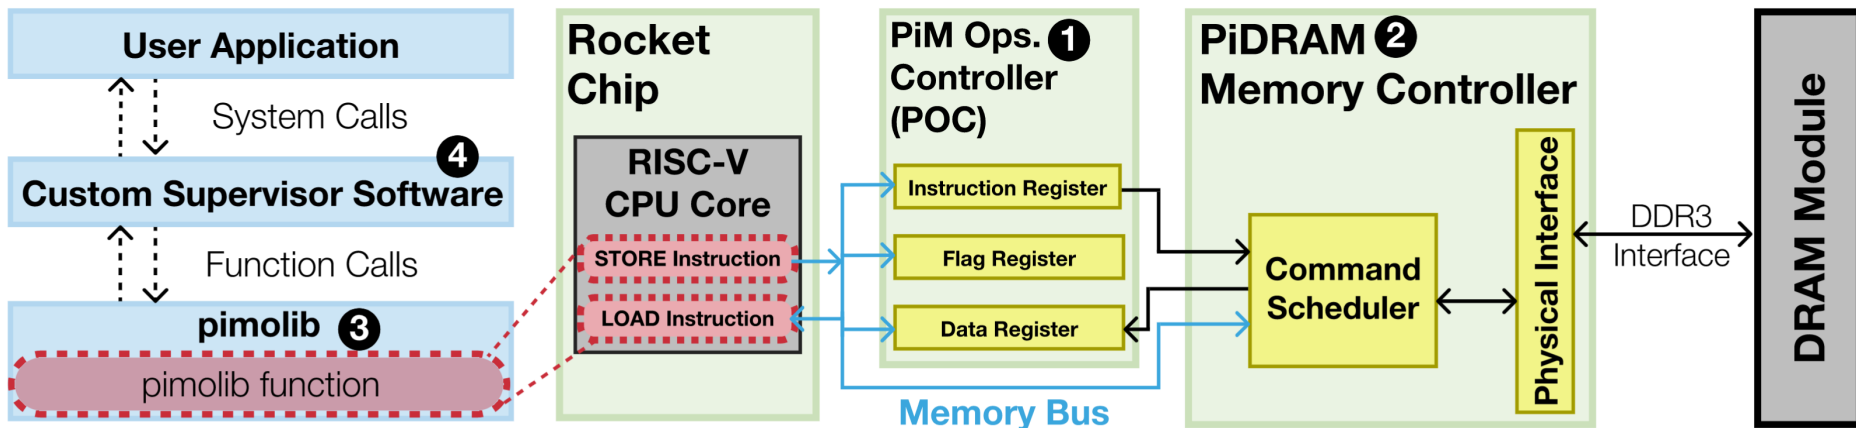 User Application
System Calls
4
Custom Supervisor Software
Function Calls
pimolib 3
pimolib function
Rocket
Chip
RISC-V
CPU Core
STORE Instruction
LOAD Instruction
PiM Ops. 1
Controller
(POC)
Instruction Register
Flag Register
Data Register
Memory Bus
PiDRAM 2
Memory Controller
Command
Scheduler
Physical Interface
DDR3
Interface
DRAM Module